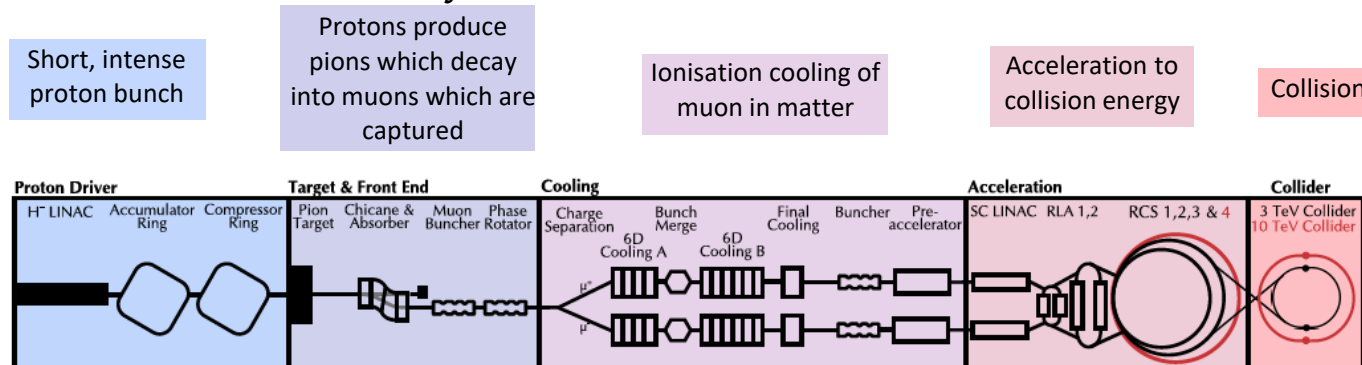 Short, intense
proton bunch
Protons produce
pions which decay
into muons which are
captured
Ionisation cooling of
muon in matter
Acceleration to
collision energy
Collision
Proton Driver
H⁻ LINAC
Accumulator
Ring
Compressor
Ring
Target & Front End
Pion
Target
Chicane &
Absorber
Muon
Buncher
Phase
Rotator
Cooling
Charge
Separation
6D
Cooling A
Bunch
Merge
6D
Cooling B
Final
Cooling
Buncher
Pre-
accelerator
μ⁺
μ⁻
Acceleration
SC LINAC
RLA 1,2
RCS 1,2,3 & 4
Collider
3 TeV Collider
10 TeV Collider